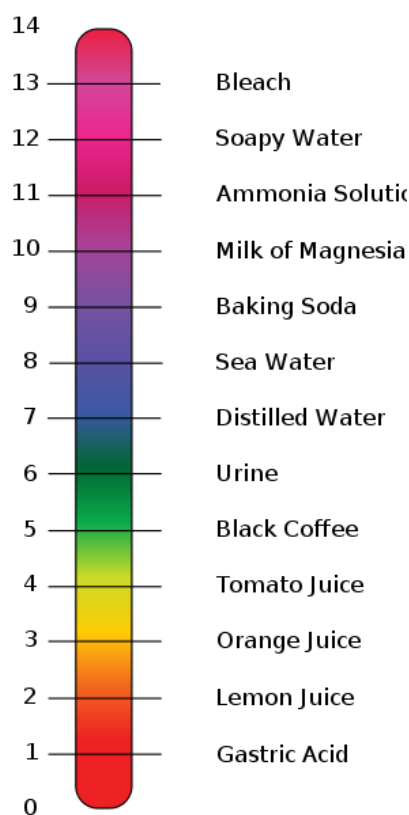 14
13 Bleach
12 Soapy Water
11 Ammonia Solutio
10 Milk of Magnesia
9 Baking Soda
8 Sea Water
7 Distilled Water
6 Urine
5 Black Coffee
4 Tomato Juice
3 Orange Juice
2 Lemon Juice
1 Gastric Acid
0